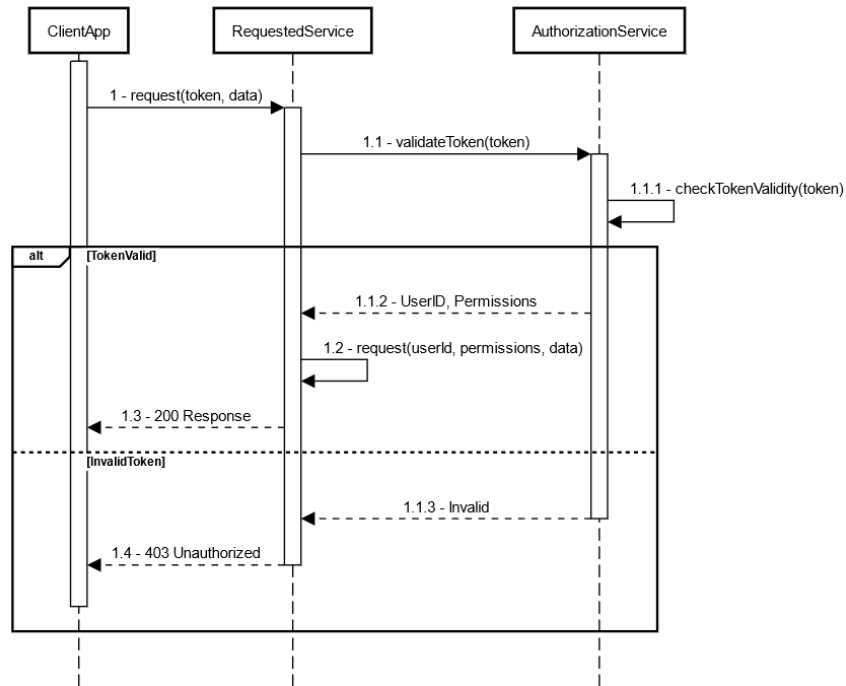 ClientApp
RequestedService
AuthorizationService
1 - request(token, data)
1.1 - validateToken(token)
1.1.1 - checkTokenValidity(token)
alt
[TokenValid]
1.1.2 - UserID, Permissions
1.2 - request(userId, permissions, data)
1.3 - 200 Response
[InvalidToken]
1.1.3 - Invalid
1.4 - 403 Unauthorized